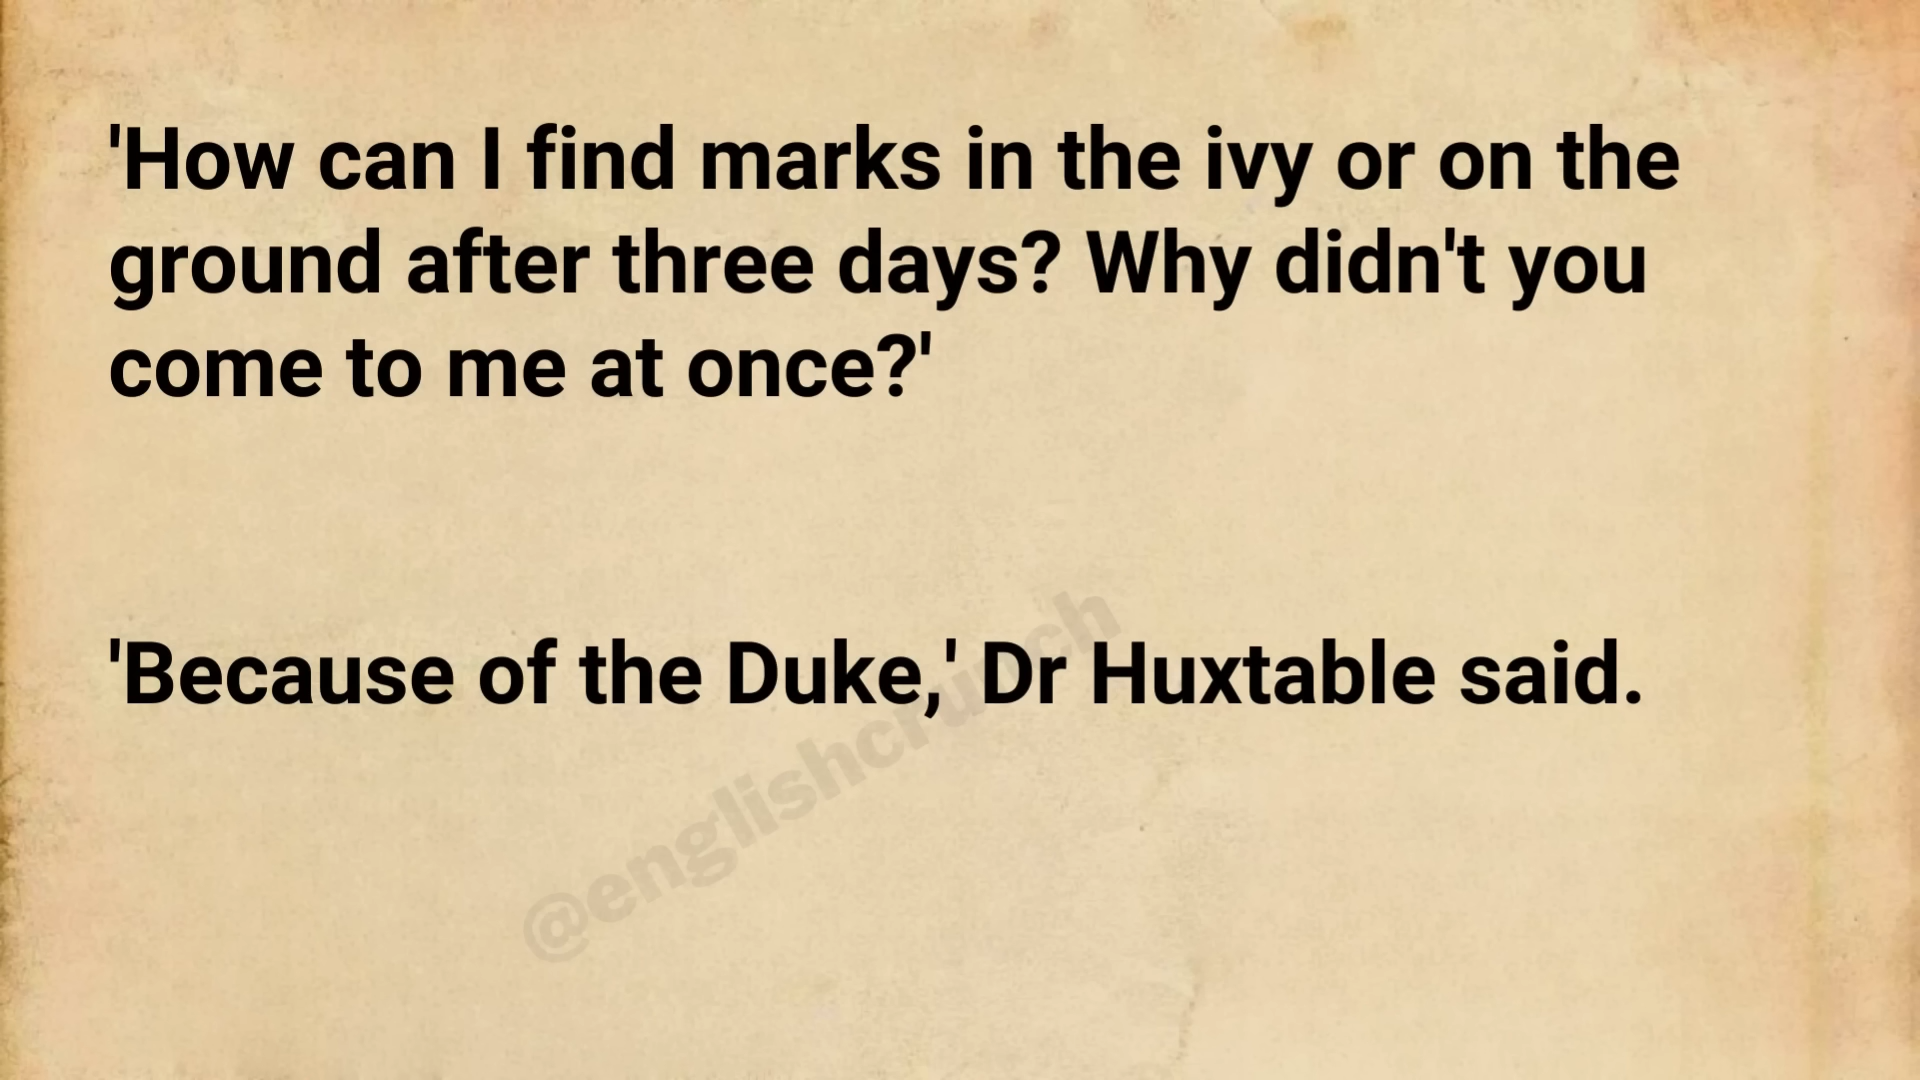 'How can I find marks in the ivy or on the
ground after three days? Why didn't you
come to me at once?'
'Because of the Duke,' Dr Huxtable said.
@englishcrunch